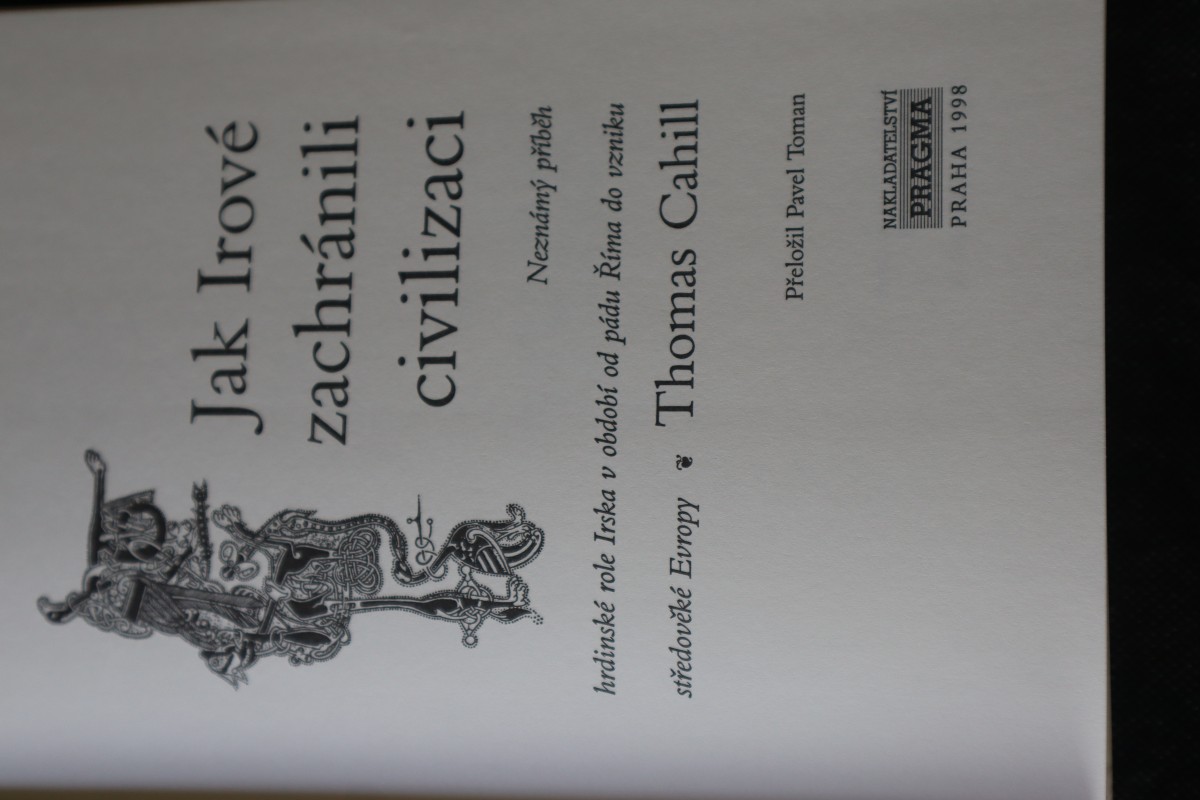 Jak Irové
zachránili
civilizaci
Neznámý příběh
hrdinské role Irska v období od pádu Říma do vzniku
středověké Evropy ❦ Thomas Cahill
Přeložil Pavel Toman
NAKLADATELSTVÍ
PRAGMA
PRAHA 1998